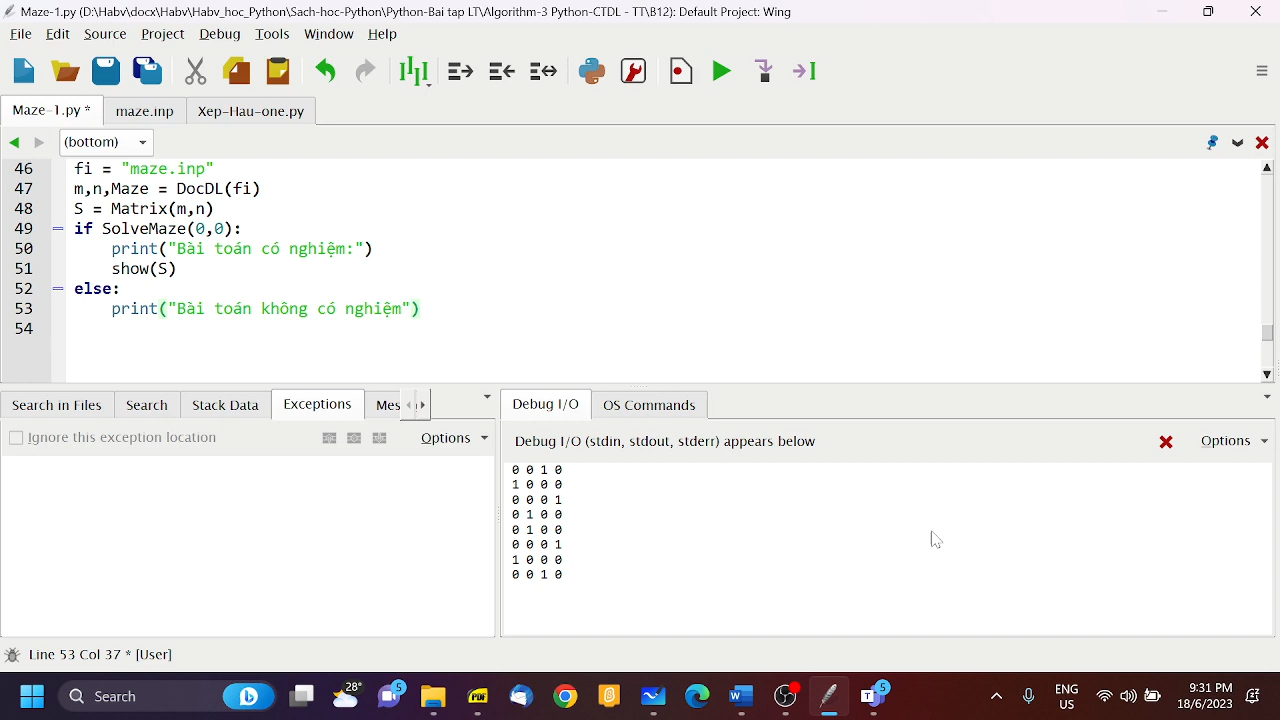 Maze-1.py (D:\Habv\docx\Habv\Habv_hoc_Python\Sach-hoc-Python\Python-Bai tap LT\Algorithm-3 Python-CTDL - TT\B12): Default Project: Wing
File Edit Source Project Debug Tools Window Help
Maze-1.py * maze.inp Xep-Hau-one.py
(bottom)
46 fi = "maze.inp"
47 m,n,Maze = DocDL(fi)
48 S = Matrix(m,n)
49 if SolveMaze(0,0):
50 print("Bài toán có nghiệm:")
51 show(S)
52 else:
53 print("Bài toán không có nghiệm")
54
Search in Files Search Stack Data Exceptions Mes Debug I/O OS Commands
Ignore this exception location Options Debug I/O (stdin, stdout, stderr) appears below Options
0 0 1 0
1 0 0 0
0 0 0 1
0 1 0 0
0 1 0 0
0 0 0 1
1 0 0 0
0 0 1 0
Line 53 Col 37 * [User]
Search 28° 5 PDF 5 ENG US 9:31 PM 18/6/2023